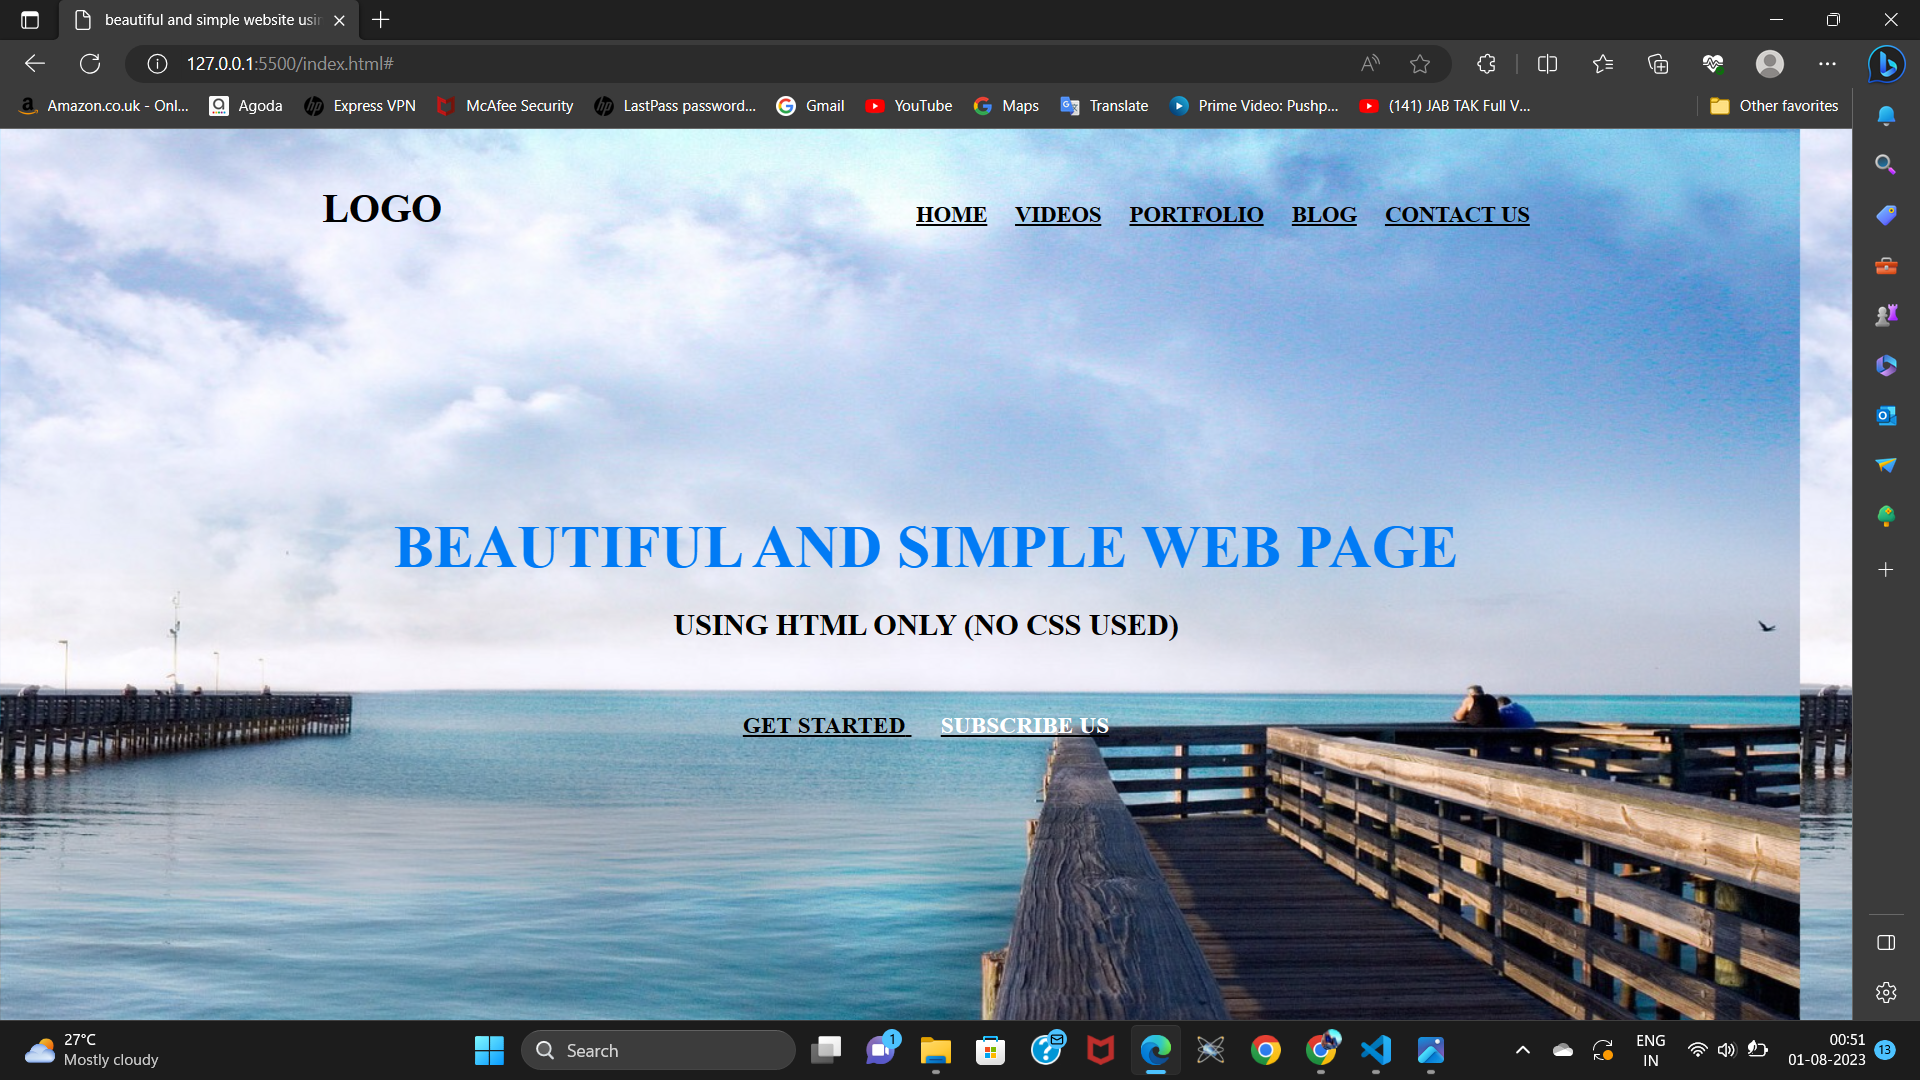 beautiful and simple website usin
127.0.0.1:5500/index.html#
Amazon.co.uk - Onl...
Agoda
Express VPN
McAfee Security
LastPass password...
Gmail
YouTube
Maps
Translate
Prime Video: Pushp...
(141) JAB TAK Full V...
Other favorites
LOGO
HOME VIDEOS PORTFOLIO BLOG CONTACT US
BEAUTIFUL AND SIMPLE WEB PAGE
USING HTML ONLY (NO CSS USED)
GET STARTED SUBSCRIBE US
27°C
Mostly cloudy
Search
1
ENG
IN
00:51
01-08-2023
13